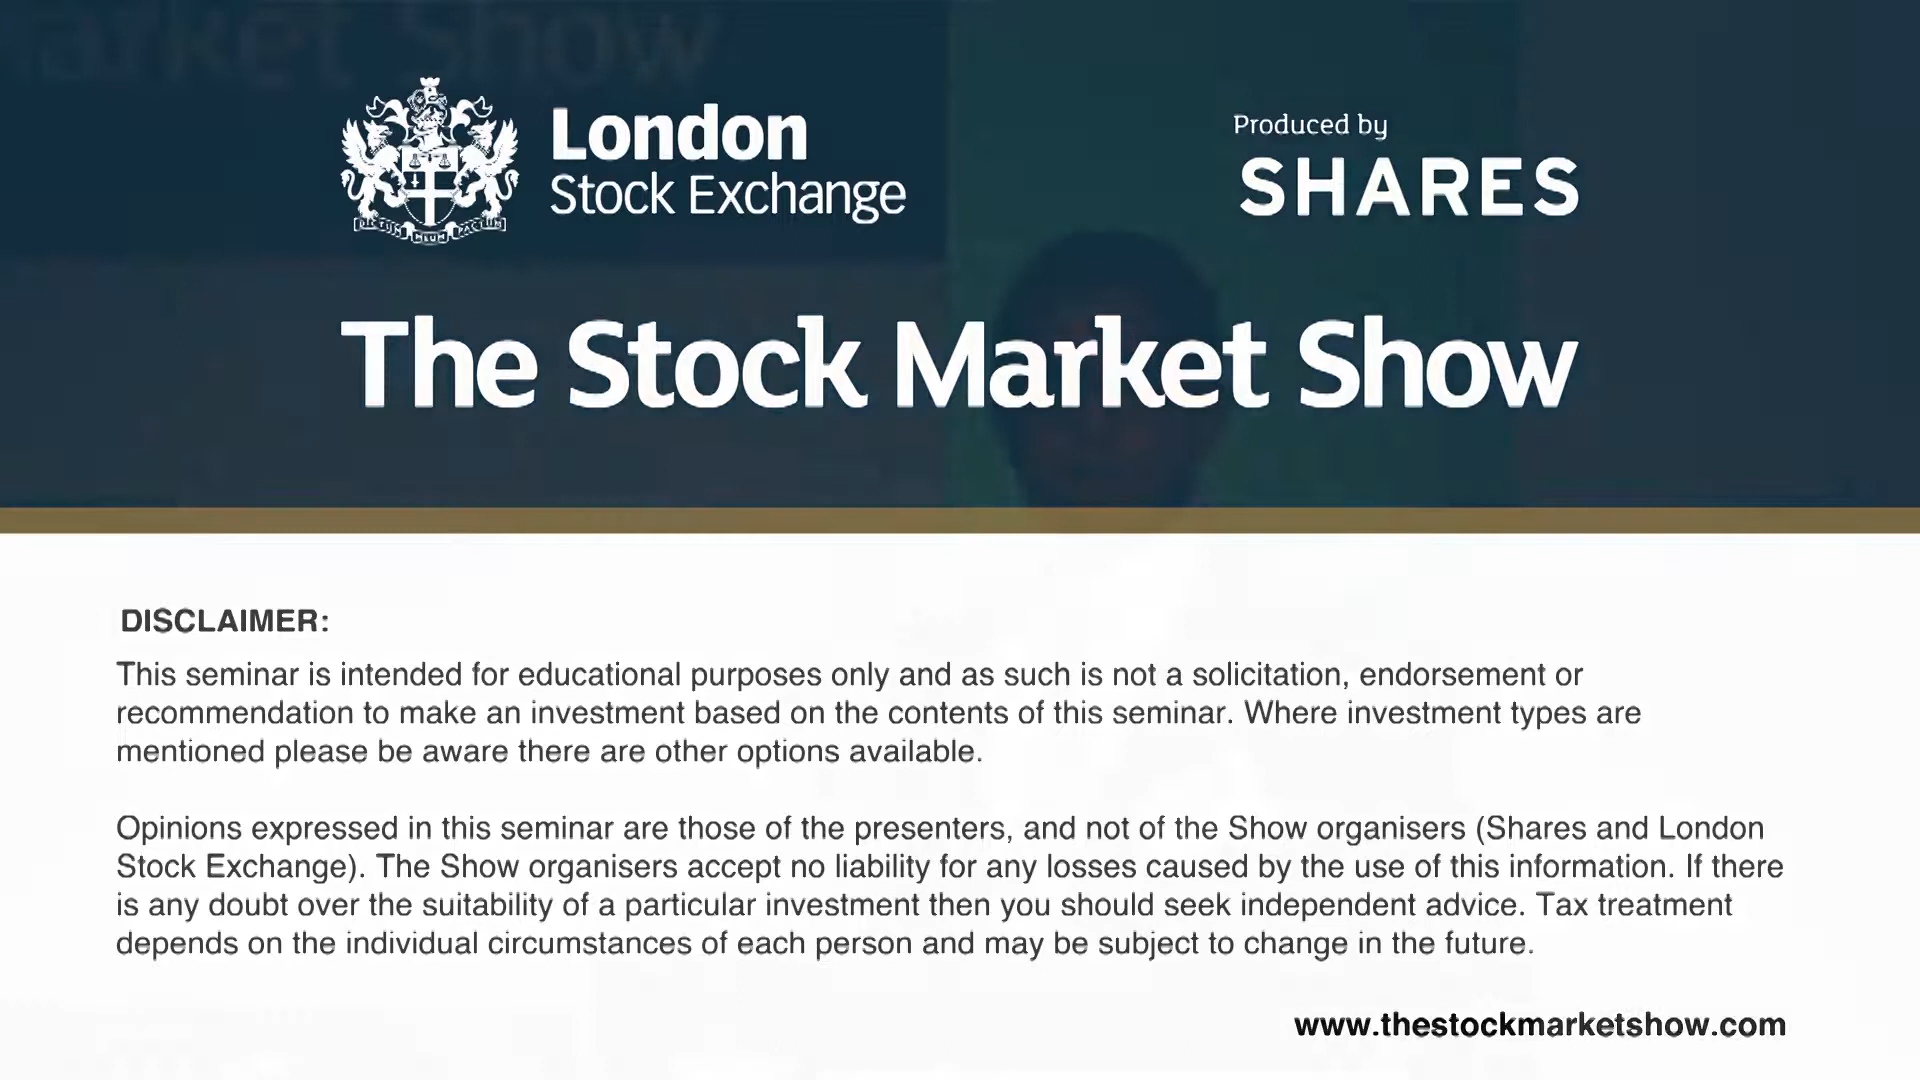 Market Show
London
Stock Exchange
DICTUM MEUM PACTUM
Produced by
SHARES
The Stock Market Show
DISCLAIMER:
This seminar is intended for educational purposes only and as such is not a solicitation, endorsement or
recommendation to make an investment based on the contents of this seminar. Where investment types are
mentioned please be aware there are other options available.
Opinions expressed in this seminar are those of the presenters, and not of the Show organisers (Shares and London
Stock Exchange). The Show organisers accept no liability for any losses caused by the use of this information. If there
is any doubt over the suitability of a particular investment then you should seek independent advice. Tax treatment
depends on the individual circumstances of each person and may be subject to change in the future.
www.thestockmarketshow.com